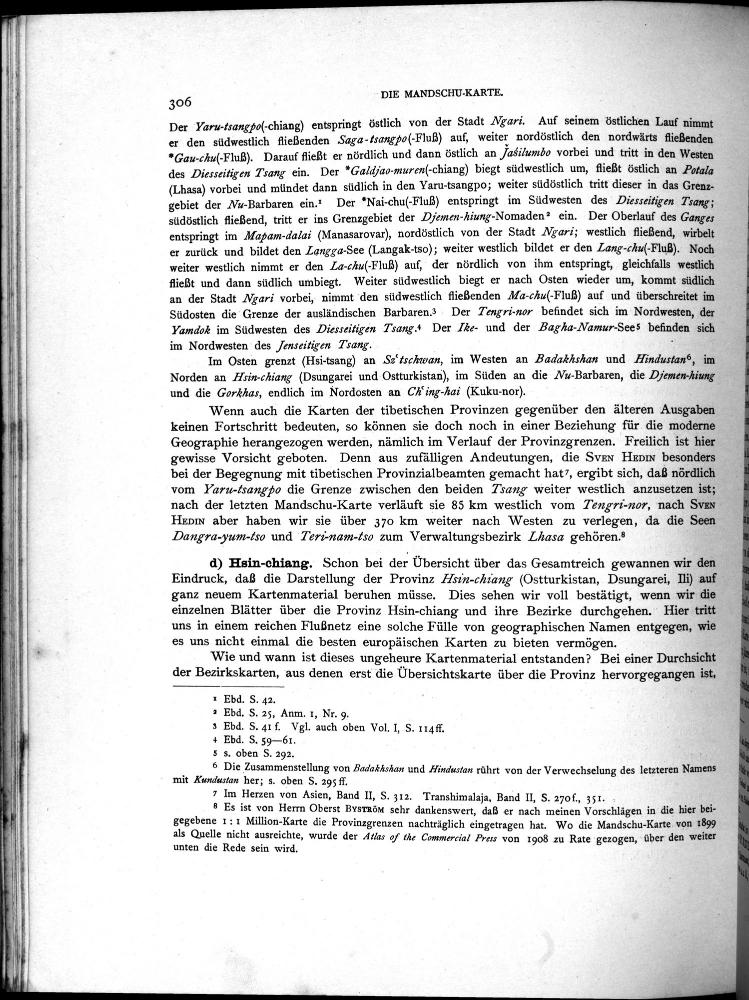 306
DIE MANDSCHU-KARTE.
Der Yaru-tsangpo(-chiang) entspringt östlich von der Stadt Ngari. Auf seinem östlichen Lauf nimmt
er den südwestlich fließenden Saga-tsangpo(-Fluß) auf, weiter nordöstlich den nordwärts fließenden
*Gau-chu(-Fluß). Darauf fließt er nördlich und dann östlich an J̌ašilumbo vorbei und tritt in den Westen
des Diesseitigen Tsang ein. Der *Galdjao-muren(-chiang) biegt südwestlich um, fließt östlich an Potala
(Lhasa) vorbei und mündet dann südlich in den Yaru-tsangpo; weiter südöstlich tritt dieser in das Grenz-
gebiet der Nu-Barbaren ein.¹ Der *Nai-chu(-Fluß) entspringt im Südwesten des Diesseitigen Tsang;
südöstlich fließend, tritt er ins Grenzgebiet der Djemen-hiung-Nomaden² ein. Der Oberlauf des Ganges
entspringt im Mapam-dalai (Manasarovar), nordöstlich von der Stadt Ngari; westlich fließend, wirbelt
er zurück und bildet den Langga-See (Langak-tso); weiter westlich bildet er den Lang-chu(-Fluß). Noch
weiter westlich nimmt er den La-chu(-Fluß) auf, der nördlich von ihm entspringt, gleichfalls westlich
fließt und dann südlich umbiegt. Weiter südwestlich biegt er nach Osten wieder um, kommt südlich
an der Stadt Ngari vorbei, nimmt den südwestlich fließenden Ma-chu(-Fluß) auf und überschreitet im
Südosten die Grenze der ausländischen Barbaren.³ Der Tengri-nor befindet sich im Nordwesten, der
Yamdok im Südwesten des Diesseitigen Tsang.⁴ Der Ike- und der Bagha-Namur-See⁵ befinden sich
im Nordwesten des Jenseitigen Tsang.
Im Osten grenzt (Hsi-tsang) an Szʿtschwan, im Westen an Badakhshan und Hindustan⁶, im
Norden an Hsin-chiang (Dsungarei und Ostturkistan), im Süden an die Nu-Barbaren, die Djemen-hiung
und die Gorkhas, endlich im Nordosten an Chʿing-hai (Kuku-nor).
Wenn auch die Karten der tibetischen Provinzen gegenüber den älteren Ausgaben
keinen Fortschritt bedeuten, so können sie doch noch in einer Beziehung für die moderne
Geographie herangezogen werden, nämlich im Verlauf der Provinzgrenzen. Freilich ist hier
gewisse Vorsicht geboten. Denn aus zufälligen Andeutungen, die SVEN HEDIN besonders
bei der Begegnung mit tibetischen Provinzialbeamten gemacht hat⁷, ergibt sich, daß nördlich
vom Yaru-tsangpo die Grenze zwischen den beiden Tsang weiter westlich anzusetzen ist;
nach der letzten Mandschu-Karte verläuft sie 85 km westlich vom Tengri-nor, nach SVEN
HEDIN aber haben wir sie über 370 km weiter nach Westen zu verlegen, da die Seen
Dangra-yum-tso und Teri-nam-tso zum Verwaltungsbezirk Lhasa gehören.⁸
d) Hsin-chiang. Schon bei der Übersicht über das Gesamtreich gewannen wir den
Eindruck, daß die Darstellung der Provinz Hsin-chiang (Ostturkistan, Dsungarei, Ili) auf
ganz neuem Kartenmaterial beruhen müsse. Dies sehen wir voll bestätigt, wenn wir die
einzelnen Blätter über die Provinz Hsin-chiang und ihre Bezirke durchgehen. Hier tritt
uns in einem reichen Flußnetz eine solche Fülle von geographischen Namen entgegen, wie
es uns nicht einmal die besten europäischen Karten zu bieten vermögen.
Wie und wann ist dieses ungeheure Kartenmaterial entstanden? Bei einer Durchsicht
der Bezirkskarten, aus denen erst die Übersichtskarte über die Provinz hervorgegangen ist,
¹ Ebd. S. 42.
² Ebd. S. 25, Anm. 1, Nr. 9.
³ Ebd. S. 41 f. Vgl. auch oben Vol. I, S. 114ff.
⁴ Ebd. S. 59—61.
⁵ s. oben S. 292.
⁶ Die Zusammenstellung von Badakhshan und Hindustan rührt von der Verwechselung des letzteren Namens
mit Kundustan her; s. oben S. 295 ff.
⁷ Im Herzen von Asien, Band II, S. 312. Transhimalaja, Band II, S. 270f., 351.
⁸ Es ist von Herrn Oberst BYSTRÖM sehr dankenswert, daß er nach meinen Vorschlägen in die hier bei-
gegebene 1 : 1 Million-Karte die Provinzgrenzen nachträglich eingetragen hat. Wo die Mandschu-Karte von 1899
als Quelle nicht ausreichte, wurde der Atlas of the Commercial Press von 1908 zu Rate gezogen, über den weiter
unten die Rede sein wird.